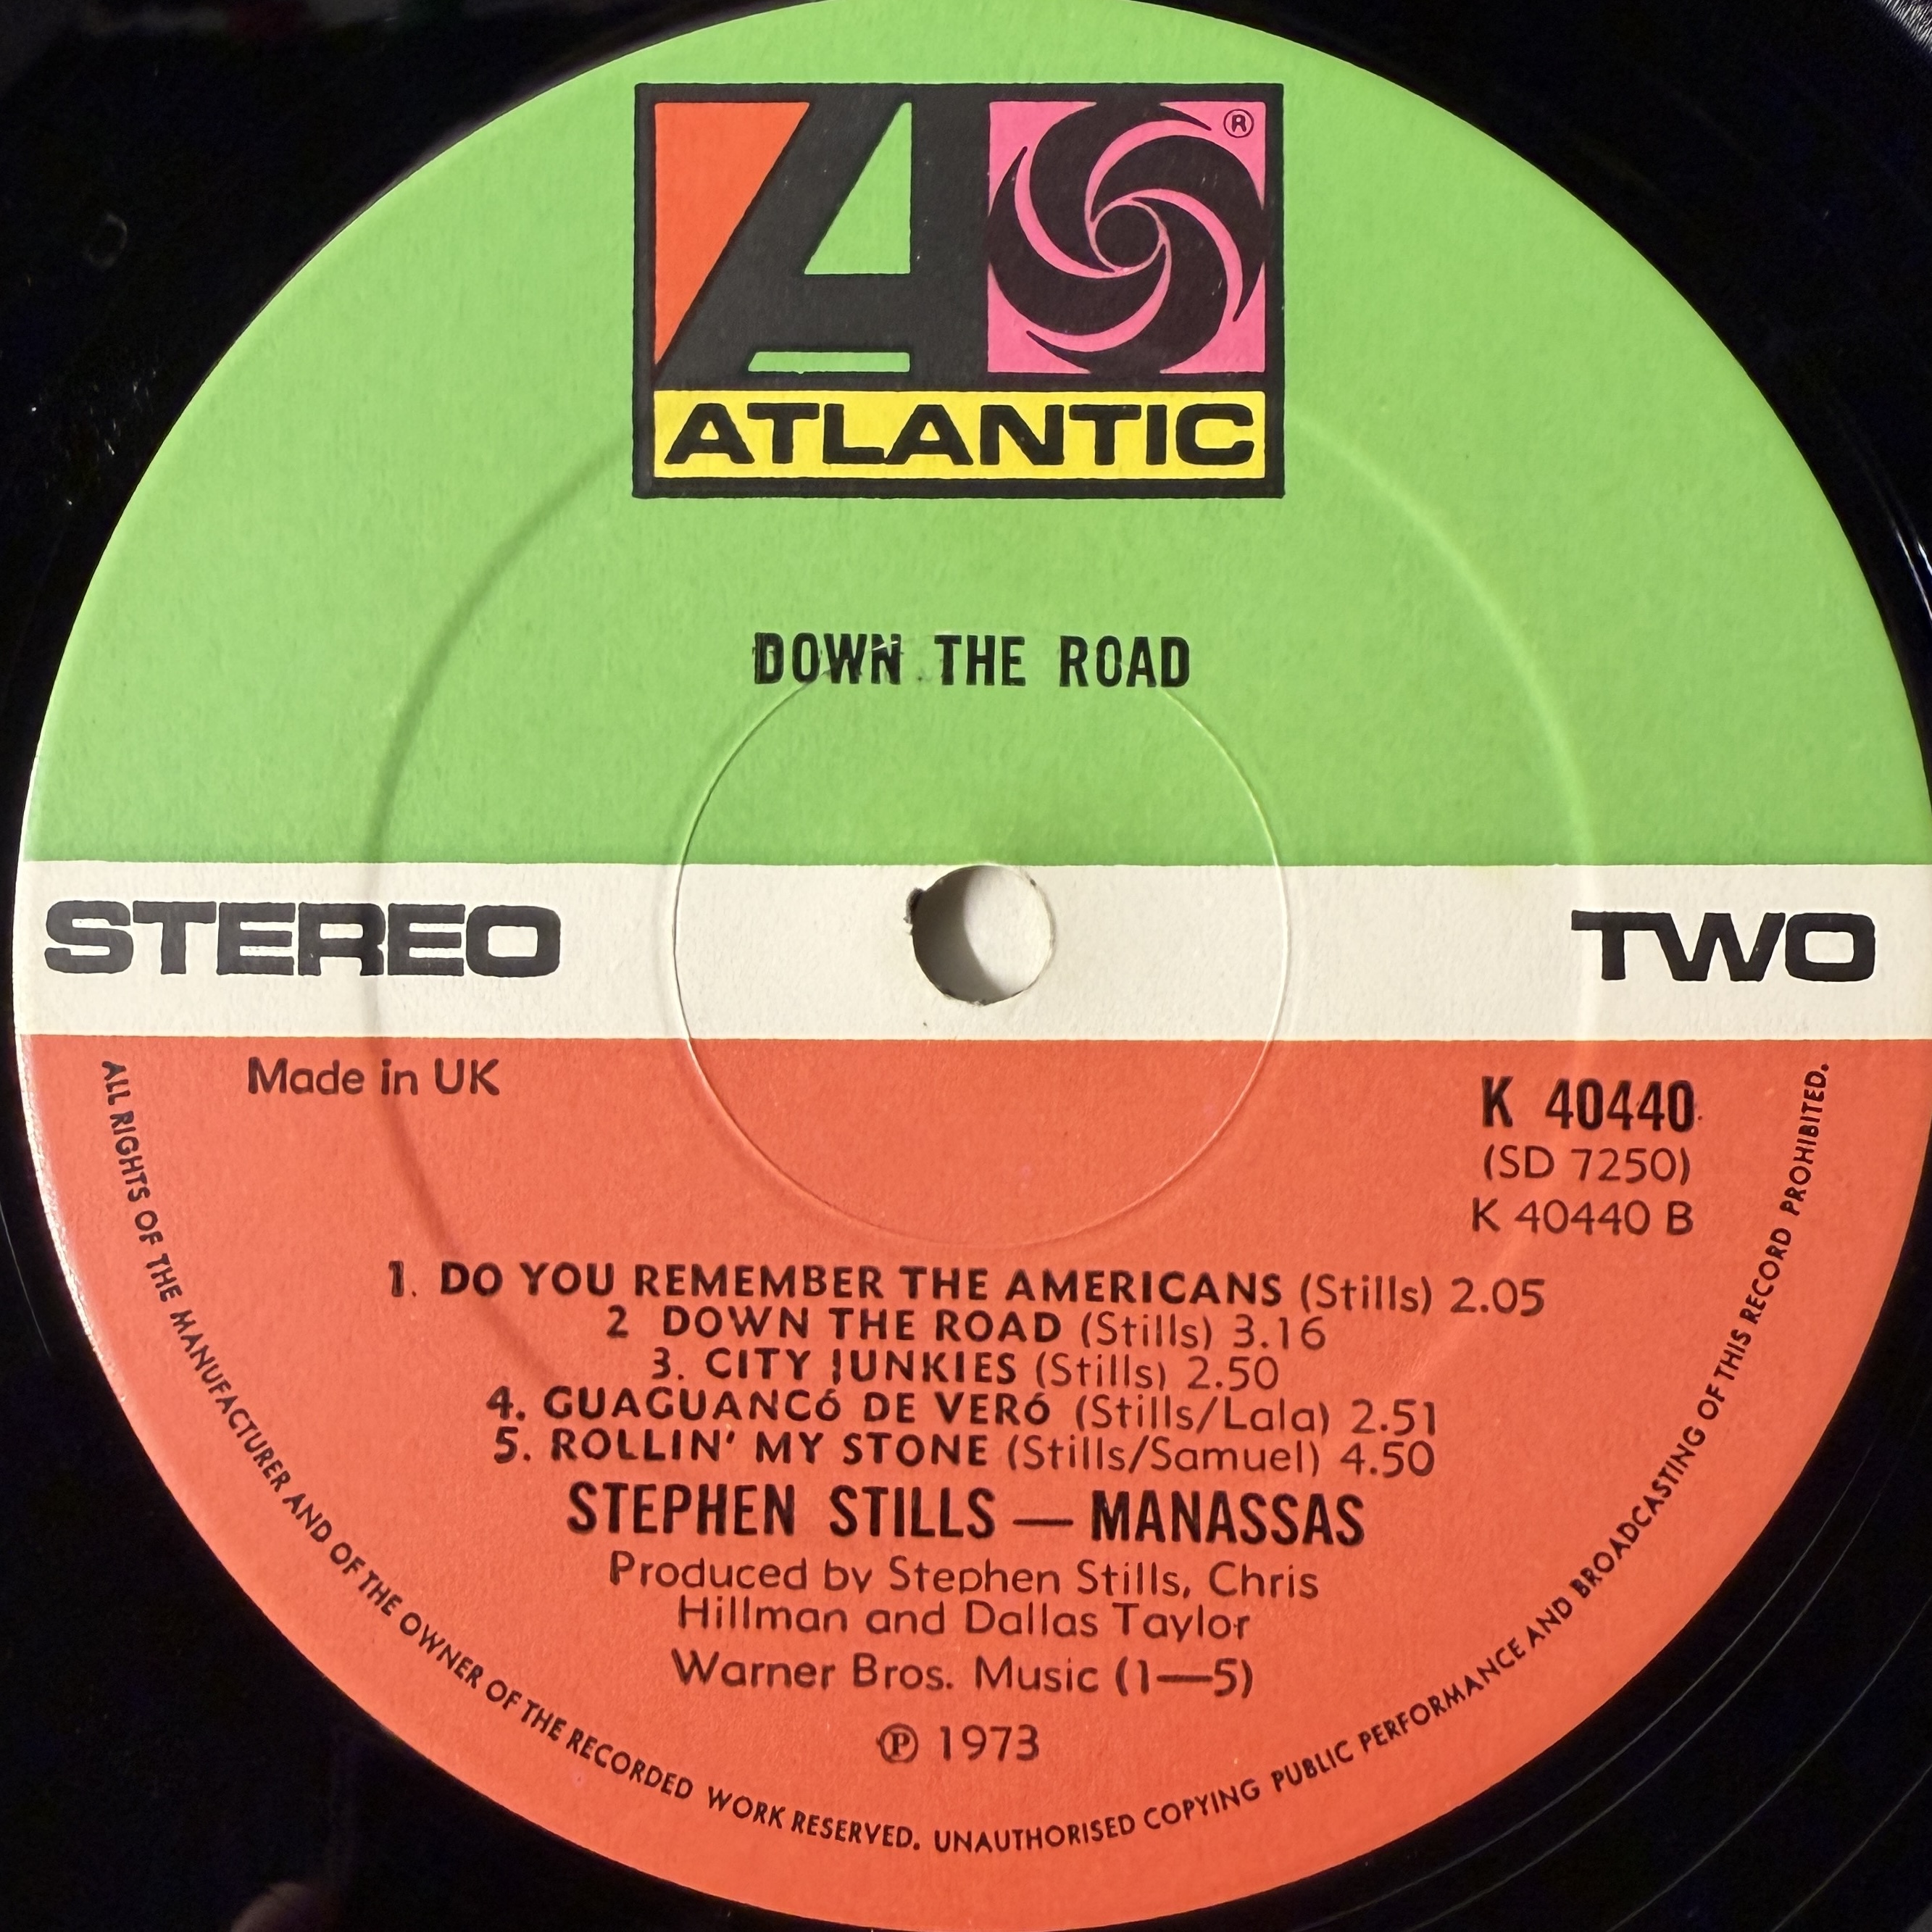 ®
ATLANTIC
DOWN THE ROAD
STEREO
TWO
Made in UK
K 40440
(SD 7250)
K 40440 B
1. DO YOU REMEMBER THE AMERICANS (Stills) 2.05
2 DOWN THE ROAD (Stills) 3.16
3. CITY JUNKIES (Stills) 2.50
4. GUAGUANCó DE VERó (Stills/Lala) 2.51
5. ROLLIN' MY STONE (Stills/Samuel) 4.50
STEPHEN STILLS — MANASSAS
Produced by Stephen Stills, Chris
Hillman and Dallas Taylor
Warner Bros. Music (1—5)
℗ 1973
ALL RIGHTS OF THE MANUFACTURER AND OF THE OWNER OF THE RECORDED WORK RESERVED. UNAUTHORISED COPYING PUBLIC PERFORMANCE AND BROADCASTING OF THIS RECORD PROHIBITED.